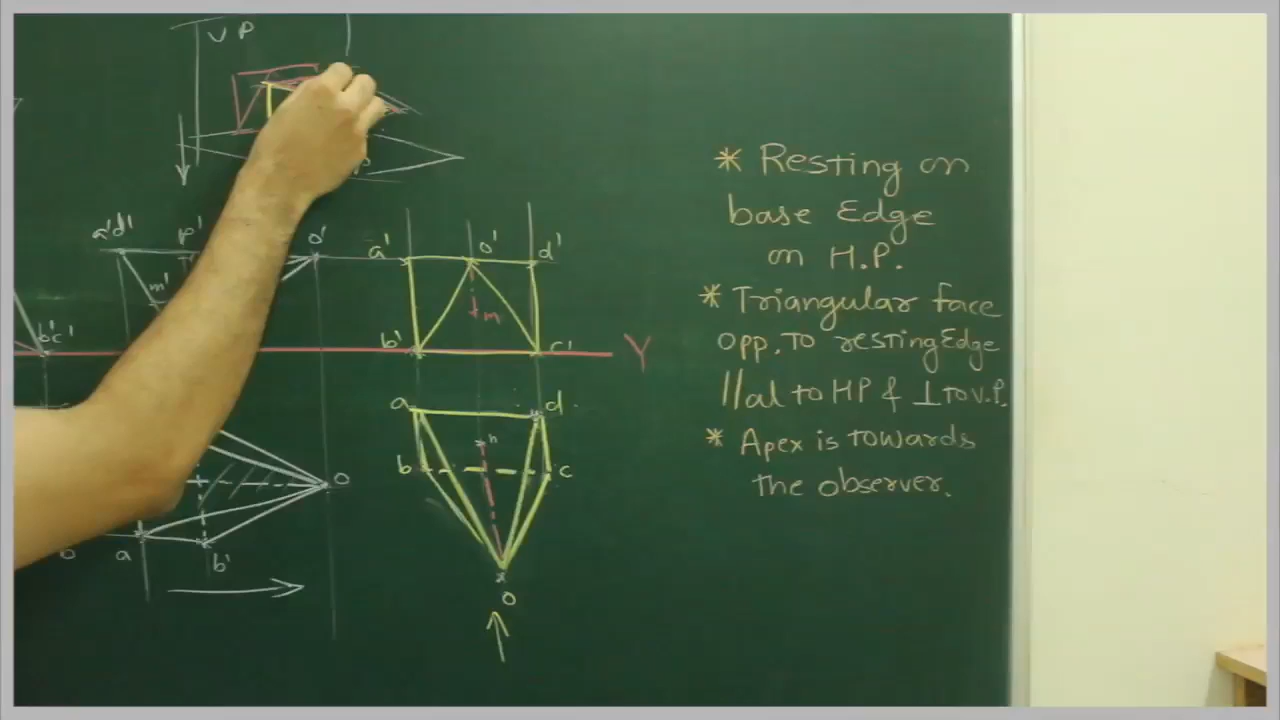 V P
a'd'
p'
o'
a'
o'
d'
m'
m
bc'
b'
c'
Y
a
d
n
b
c
o
a
b'
o
* Resting on
base Edge
on H.P.
* Triangular face
opp. To resting Edge
//al to HP & ⊥ to V.P.
* Apex is towards
the observer.